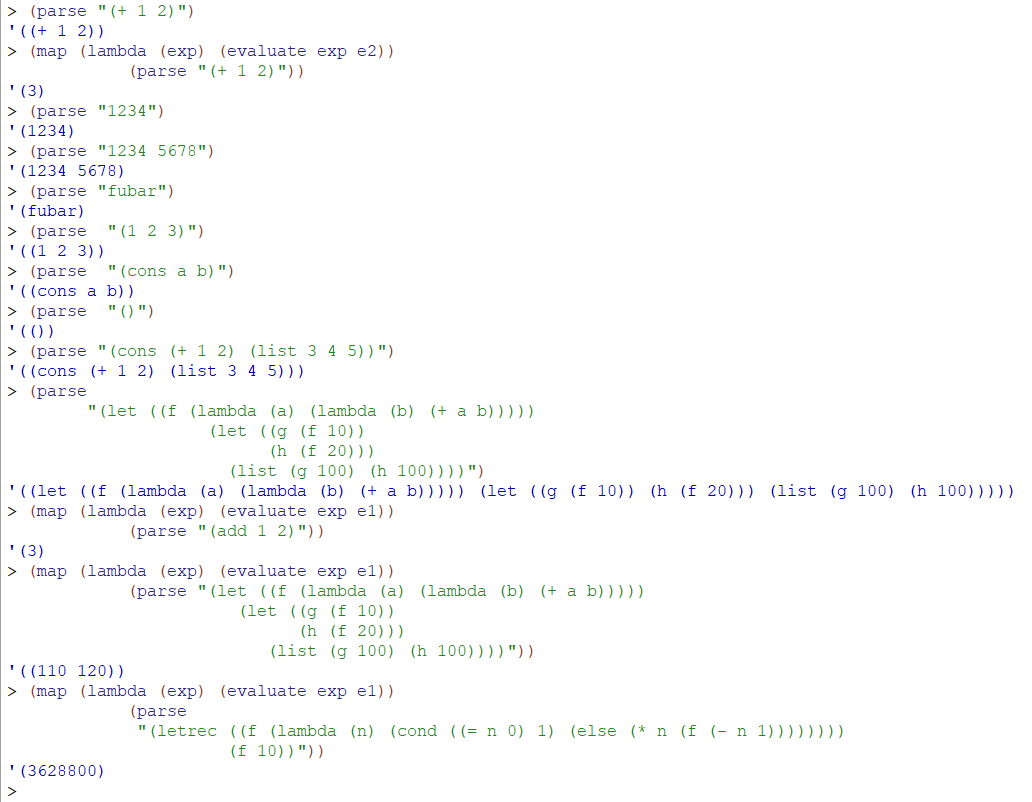 > (parse "(+ 1 2)")
'((+ 1 2))
> (map (lambda (exp) (evaluate exp e2))
            (parse "(+ 1 2)"))
'(3)
> (parse "1234")
'(1234)
> (parse "1234 5678")
'(1234 5678)
> (parse "fubar")
'(fubar)
> (parse  "(1 2 3)")
'((1 2 3))
> (parse  "(cons a b)")
'((cons a b))
> (parse  "()")
'(())
> (parse "(cons (+ 1 2) (list 3 4 5))")
'((cons (+ 1 2) (list 3 4 5)))
> (parse
        "(let ((f (lambda (a) (lambda (b) (+ a b)))))
                    (let ((g (f 10))
                          (h (f 20)))
                      (list (g 100) (h 100))))")
'((let ((f (lambda (a) (lambda (b) (+ a b))))) (let ((g (f 10)) (h (f 20))) (list (g 100) (h 100)))))
> (map (lambda (exp) (evaluate exp e1))
            (parse "(add 1 2)"))
'(3)
> (map (lambda (exp) (evaluate exp e1))
            (parse "(let ((f (lambda (a) (lambda (b) (+ a b)))))
                       (let ((g (f 10))
                             (h (f 20)))
                          (list (g 100) (h 100))))"))
'((110 120))
> (map (lambda (exp) (evaluate exp e1))
            (parse
             "(letrec ((f (lambda (n) (cond ((= n 0) 1) (else (* n (f (- n 1))))))))
                      (f 10))"))
'(3628800)
>